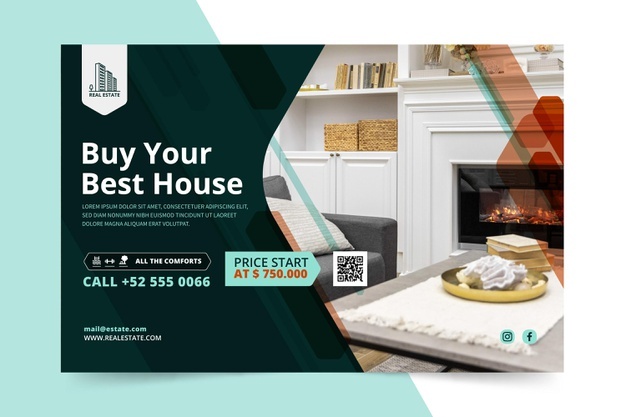 REAL ESTATE
Buy Your
Best House
LOREM IPSUM DOLOR SIT AMET, CONSECTETUER ADIPISCING ELIT,
SED DIAM NONUMMY NIBH EUISMOD TINCIDUNT UT LAOREET DOLORE
MAGNA ALIQUAM ERAT VOLUTPAT.
ALL THE COMFORTS
CALL +52 555 0066
PRICE START
AT $ 750.000
mail@estate.com
WWW.REALESTATE.COM